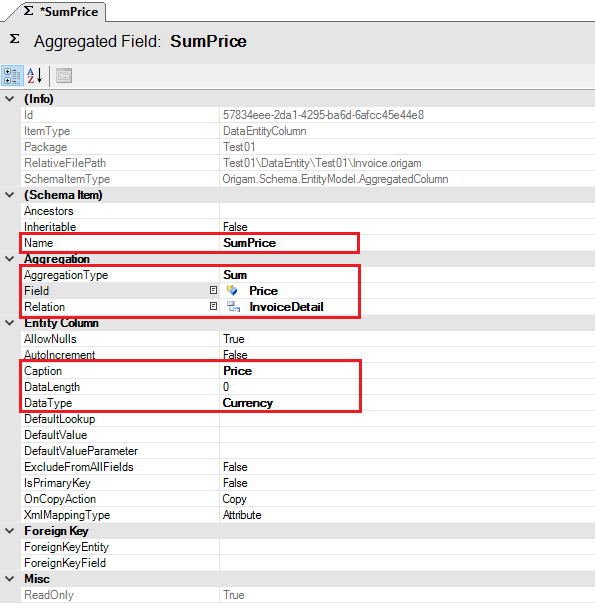 Σ *SumPrice
Σ Aggregated Field: SumPrice
A Z
(Info)
Id 57834eee-2da1-4295-ba6d-6afcc45e44e8
ItemType DataEntityColumn
Package Test01
RelativeFilePath Test01\DataEntity\Test01\Invoice.origam
SchemaItemType Origam.Schema.EntityModel.AggregatedColumn
(Schema Item)
Ancestors
Inheritable False
Name SumPrice
Aggregation
AggregationType Sum
Field Price
Relation InvoiceDetail
Entity Column
AllowNulls True
AutoIncrement False
Caption Price
DataLength 0
DataType Currency
DefaultLookup
DefaultValue
DefaultValueParameter
ExcludeFromAllFields False
IsPrimaryKey False
OnCopyAction Copy
XmlMappingType Attribute
Foreign Key
ForeignKeyEntity
ForeignKeyField
Misc
ReadOnly True